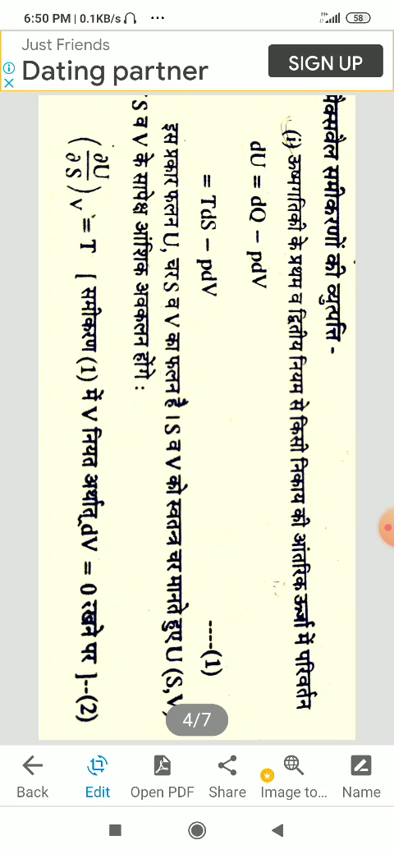 6:50 PM | 0.1KB/s
58
Just Friends
Dating partner
SIGN UP
मैक्सवेल समीकरणों की व्युत्पत्ति -
(i) ऊष्मागतिकी के प्रथम व द्वितीय नियम से किसी निकाय की आंतरिक ऊर्जा में परिवर्तन
dU = dQ − pdV
= TdS − pdV ----(1)
इस प्रकार फलन U, चर S व V का फलन है । S व V को स्वतन्त्र चर मानते हुए U (S,V
S व V के सापेक्ष आंशिक अवकलन होंगे :
(∂U/∂S)V = T [ समीकरण (1) में V नियत अर्थात् dV = 0 रखने पर ]--(2)
4/7
Back
Edit
Open PDF
Share
Image to...
Name